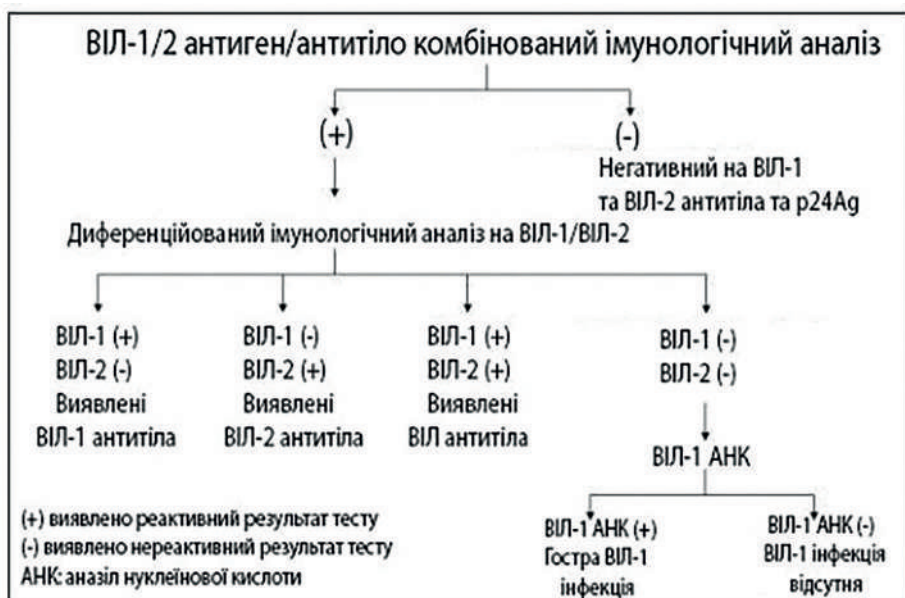 ВІЛ-1/2 антиген/антитіло комбінований імунологічний аналіз
(+)
(-)
Негативний на ВІЛ-1
та ВІЛ-2 антитіла та p24Ag
Диференційований імунологічний аналіз на ВІЛ-1/ВІЛ-2
ВІЛ-1 (+)
ВІЛ-2 (-)
Виявлені
ВІЛ-1 антитіла
ВІЛ-1 (-)
ВІЛ-2 (+)
Виявлені
ВІЛ-2 антитіла
ВІЛ-1 (+)
ВІЛ-2 (+)
Виявлені
ВІЛ антитіла
ВІЛ-1 (-)
ВІЛ-2 (-)
ВІЛ-1 АНК
ВІЛ-1 АНК (+)
Гостра ВІЛ-1
інфекція
ВІЛ-1 АНК (-)
ВІЛ-1 інфекція
відсутня
(+) виявлено реактивний результат тесту
(-) виявлено нереактивний результат тесту
АНК: аназіл нуклеїнової кислоти